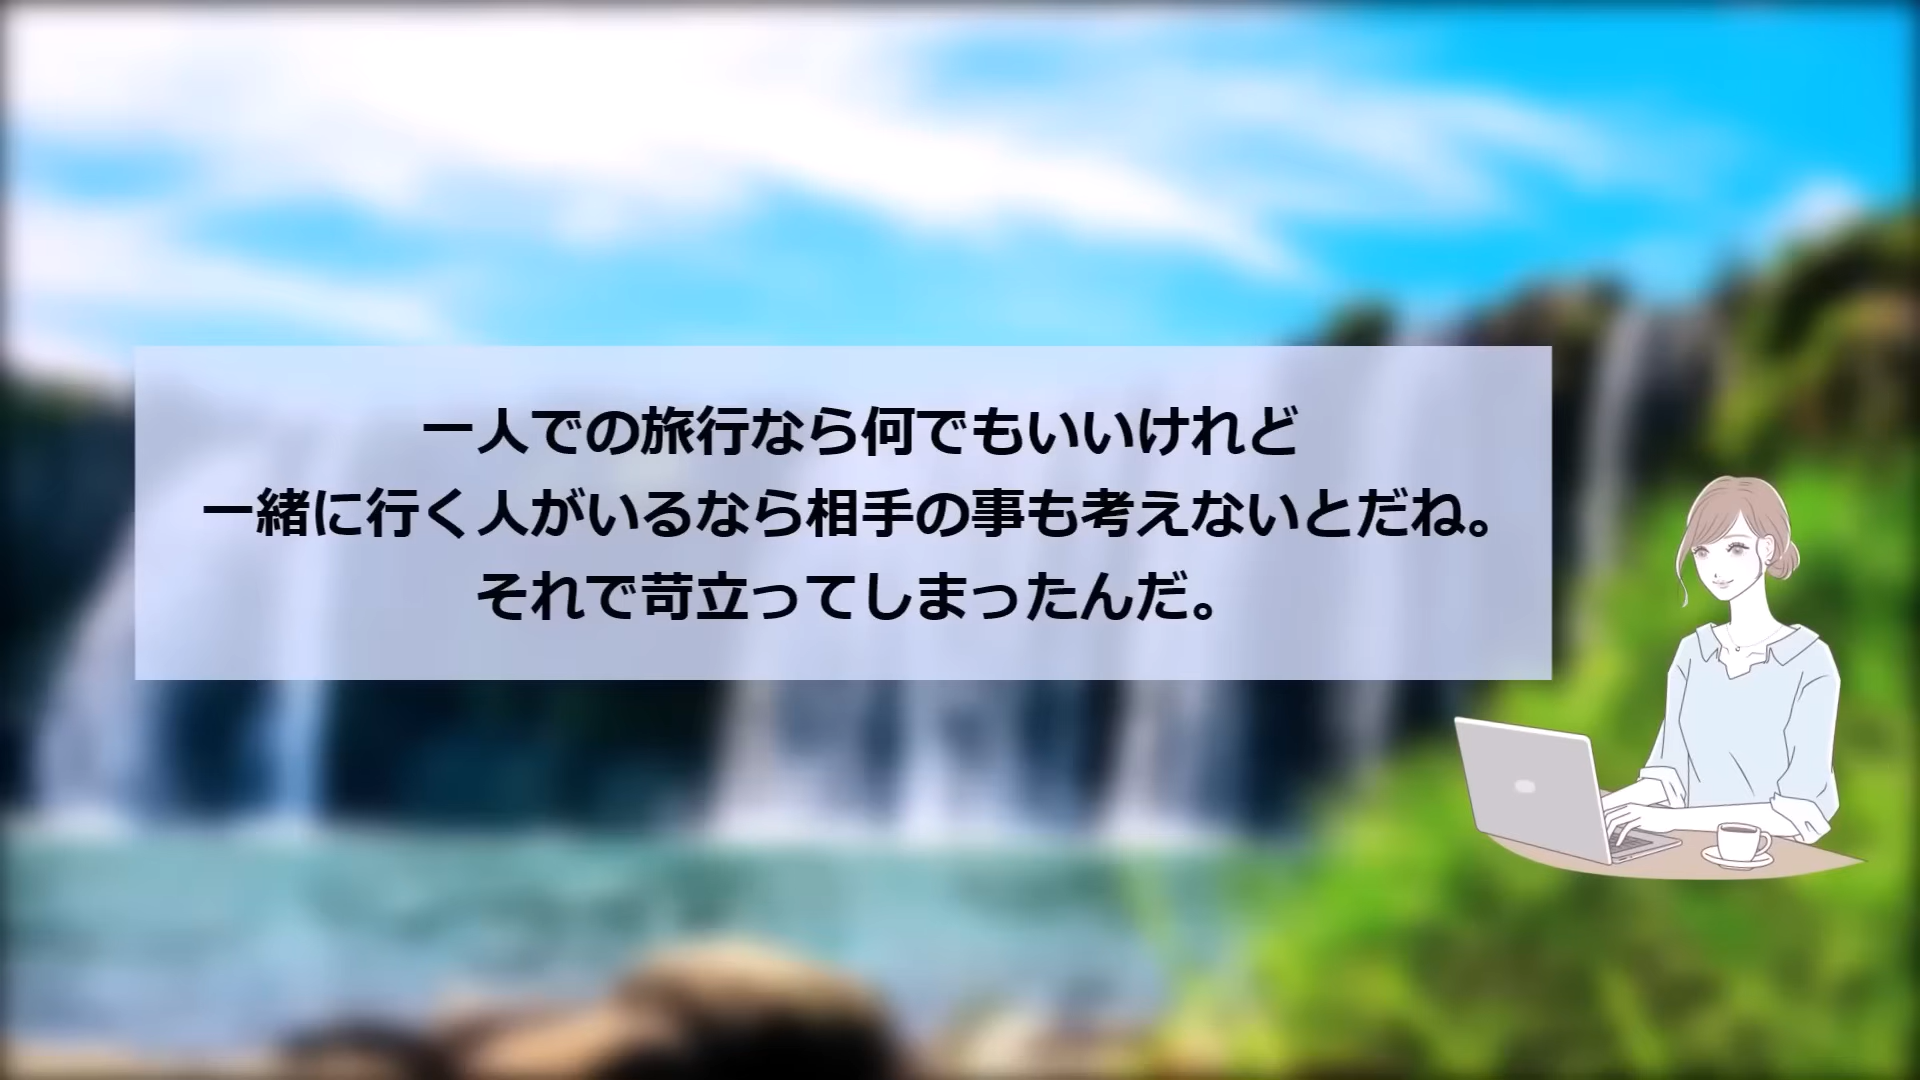 一人での旅行なら何でもいいけれど
一緒に行く人がいるなら相手の事も考えないとだね。
それで苛立ってしまったんだ。